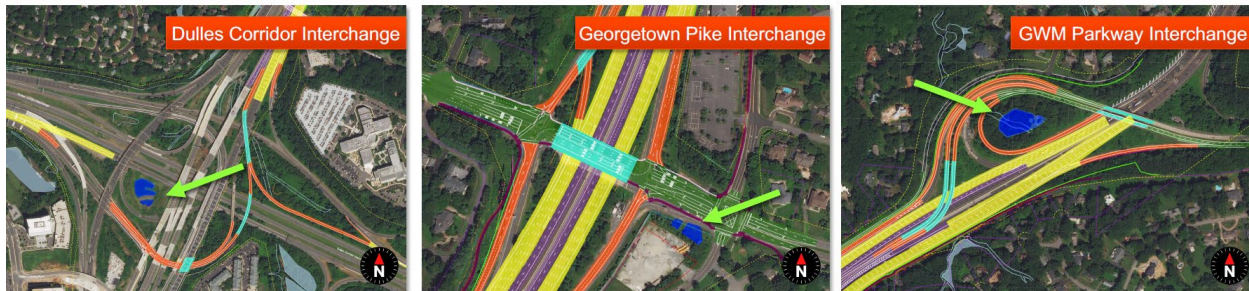 Dulles Corridor Interchange
Georgetown Pike Interchange
GWM Parkway Interchange
N
N
N